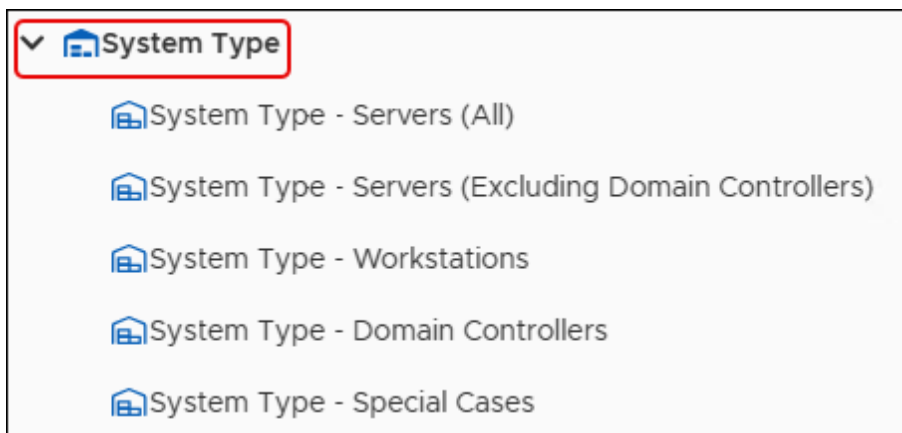 System Type
System Type - Servers (All)
System Type - Servers (Excluding Domain Controllers)
System Type - Workstations
System Type - Domain Controllers
System Type - Special Cases